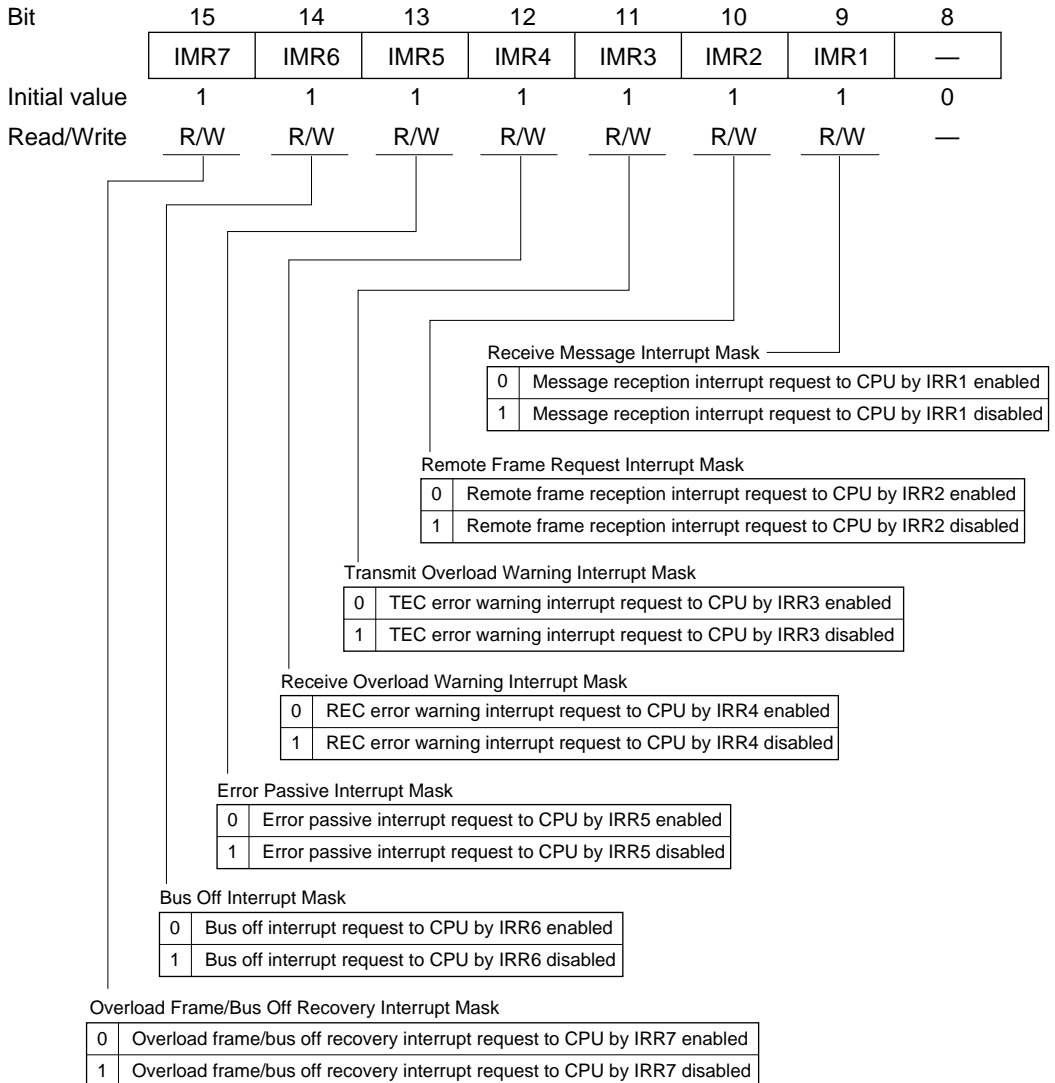 Bit 15 14 13 12 11 10 9 8
IMR7 IMR6 IMR5 IMR4 IMR3 IMR2 IMR1 —
Initial value 1 1 1 1 1 1 1 0
Read/Write R/W R/W R/W R/W R/W R/W R/W —
Receive Message Interrupt Mask
0 Message reception interrupt request to CPU by IRR1 enabled
1 Message reception interrupt request to CPU by IRR1 disabled
Remote Frame Request Interrupt Mask
0 Remote frame reception interrupt request to CPU by IRR2 enabled
1 Remote frame reception interrupt request to CPU by IRR2 disabled
Transmit Overload Warning Interrupt Mask
0 TEC error warning interrupt request to CPU by IRR3 enabled
1 TEC error warning interrupt request to CPU by IRR3 disabled
Receive Overload Warning Interrupt Mask
0 REC error warning interrupt request to CPU by IRR4 enabled
1 REC error warning interrupt request to CPU by IRR4 disabled
Error Passive Interrupt Mask
0 Error passive interrupt request to CPU by IRR5 enabled
1 Error passive interrupt request to CPU by IRR5 disabled
Bus Off Interrupt Mask
0 Bus off interrupt request to CPU by IRR6 enabled
1 Bus off interrupt request to CPU by IRR6 disabled
Overload Frame/Bus Off Recovery Interrupt Mask
0 Overload frame/bus off recovery interrupt request to CPU by IRR7 enabled
1 Overload frame/bus off recovery interrupt request to CPU by IRR7 disabled